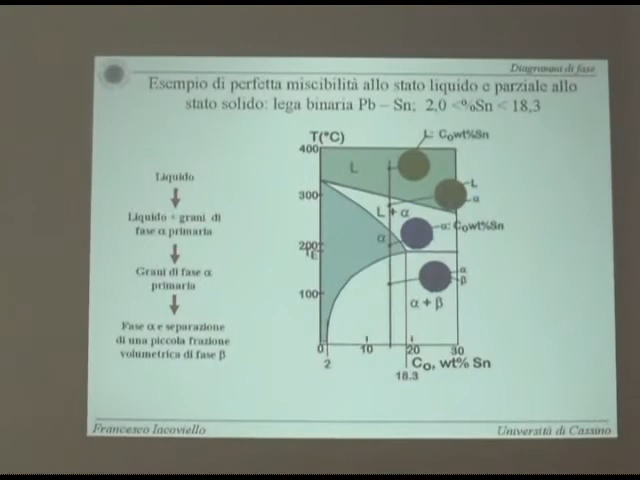 Diagrammi di fase
Esempio di perfetta miscibilità allo stato liquido e parziale allo
stato solido: lega binaria Pb – Sn; 2,0 <%Sn < 18,3
Liquido
Liquido + grani di
fase α primaria
Grani di fase α
primaria
Fase α e separazione
di una piccola frazione
volumetrica di fase β
T(°C)
L: C₀wt%Sn
400
L
L
α
300
L + α
α
α: C₀wt%Sn
200
TE
α
β
100
α + β
0
10
20
30
2
18.3
C₀, wt% Sn
Francesco Iacoviello
Università di Cassino